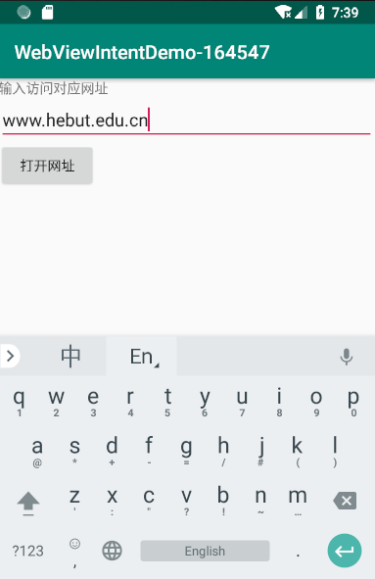 7:39
WebViewIntentDemo-164547
输入访问对应网址
www.hebut.edu.cn
打开网址
中 En
q w e r t y u i o p
1 2 3 4 5 6 7 8 9 0
a s d f g h j k l
@ * + - = / # ( )
z x c v b n m
' : " ? ! ~ …
?123 , English .